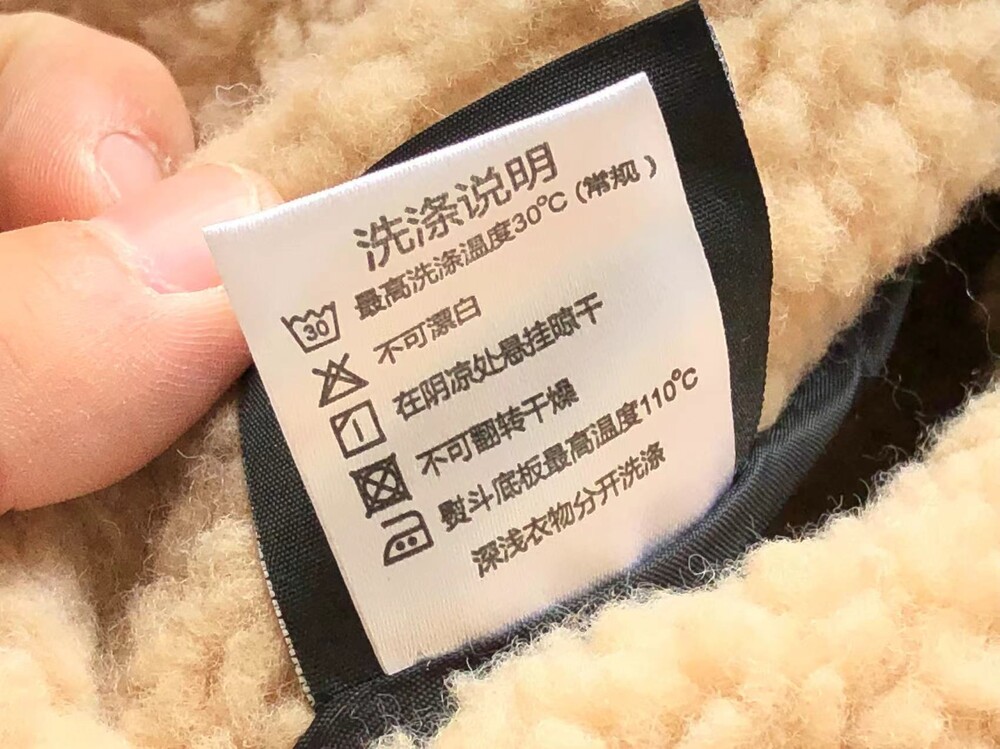 洗涤说明
最高洗涤温度30°C (常规)
不可漂白
在阴凉处悬挂晾干
不可翻转干燥
熨斗底板最高温度110°C
深浅衣物分开洗涤
30